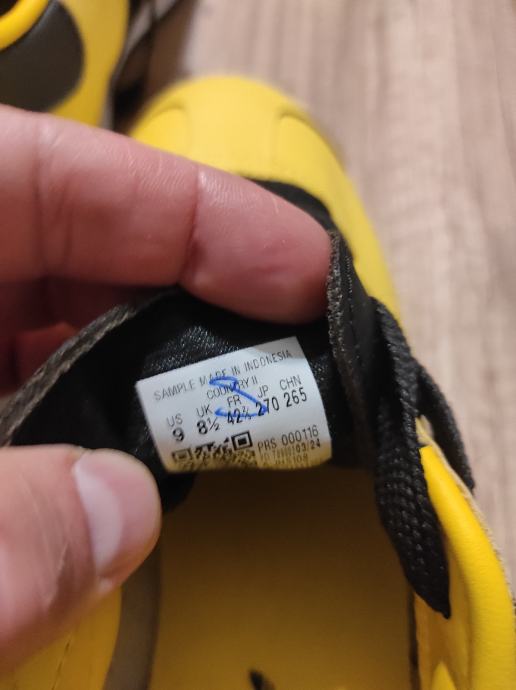 SAMPLE MADE IN INDONESIA
COUNTRY II
US UK FR JP CHN
9 8½ 42⅔ 270 265
PRS 000116